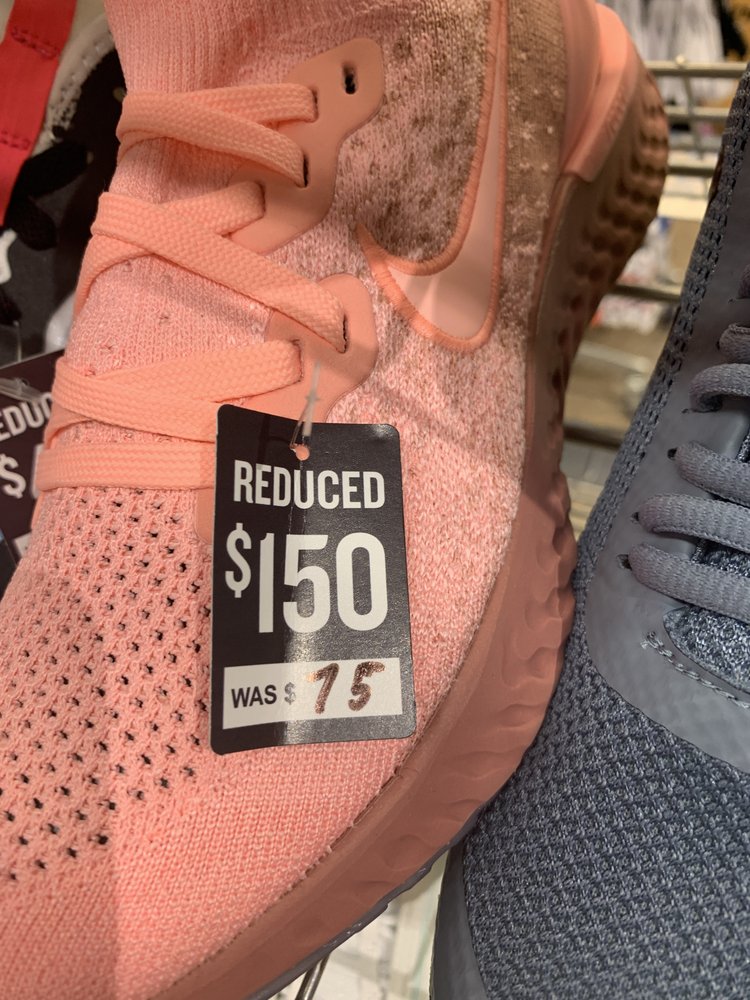 REDUCED
$150
WAS $ 75
$